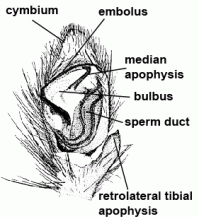 cymbium
embolus
median
apophysis
bulbus
sperm duct
retrolateral tibial
apophysis